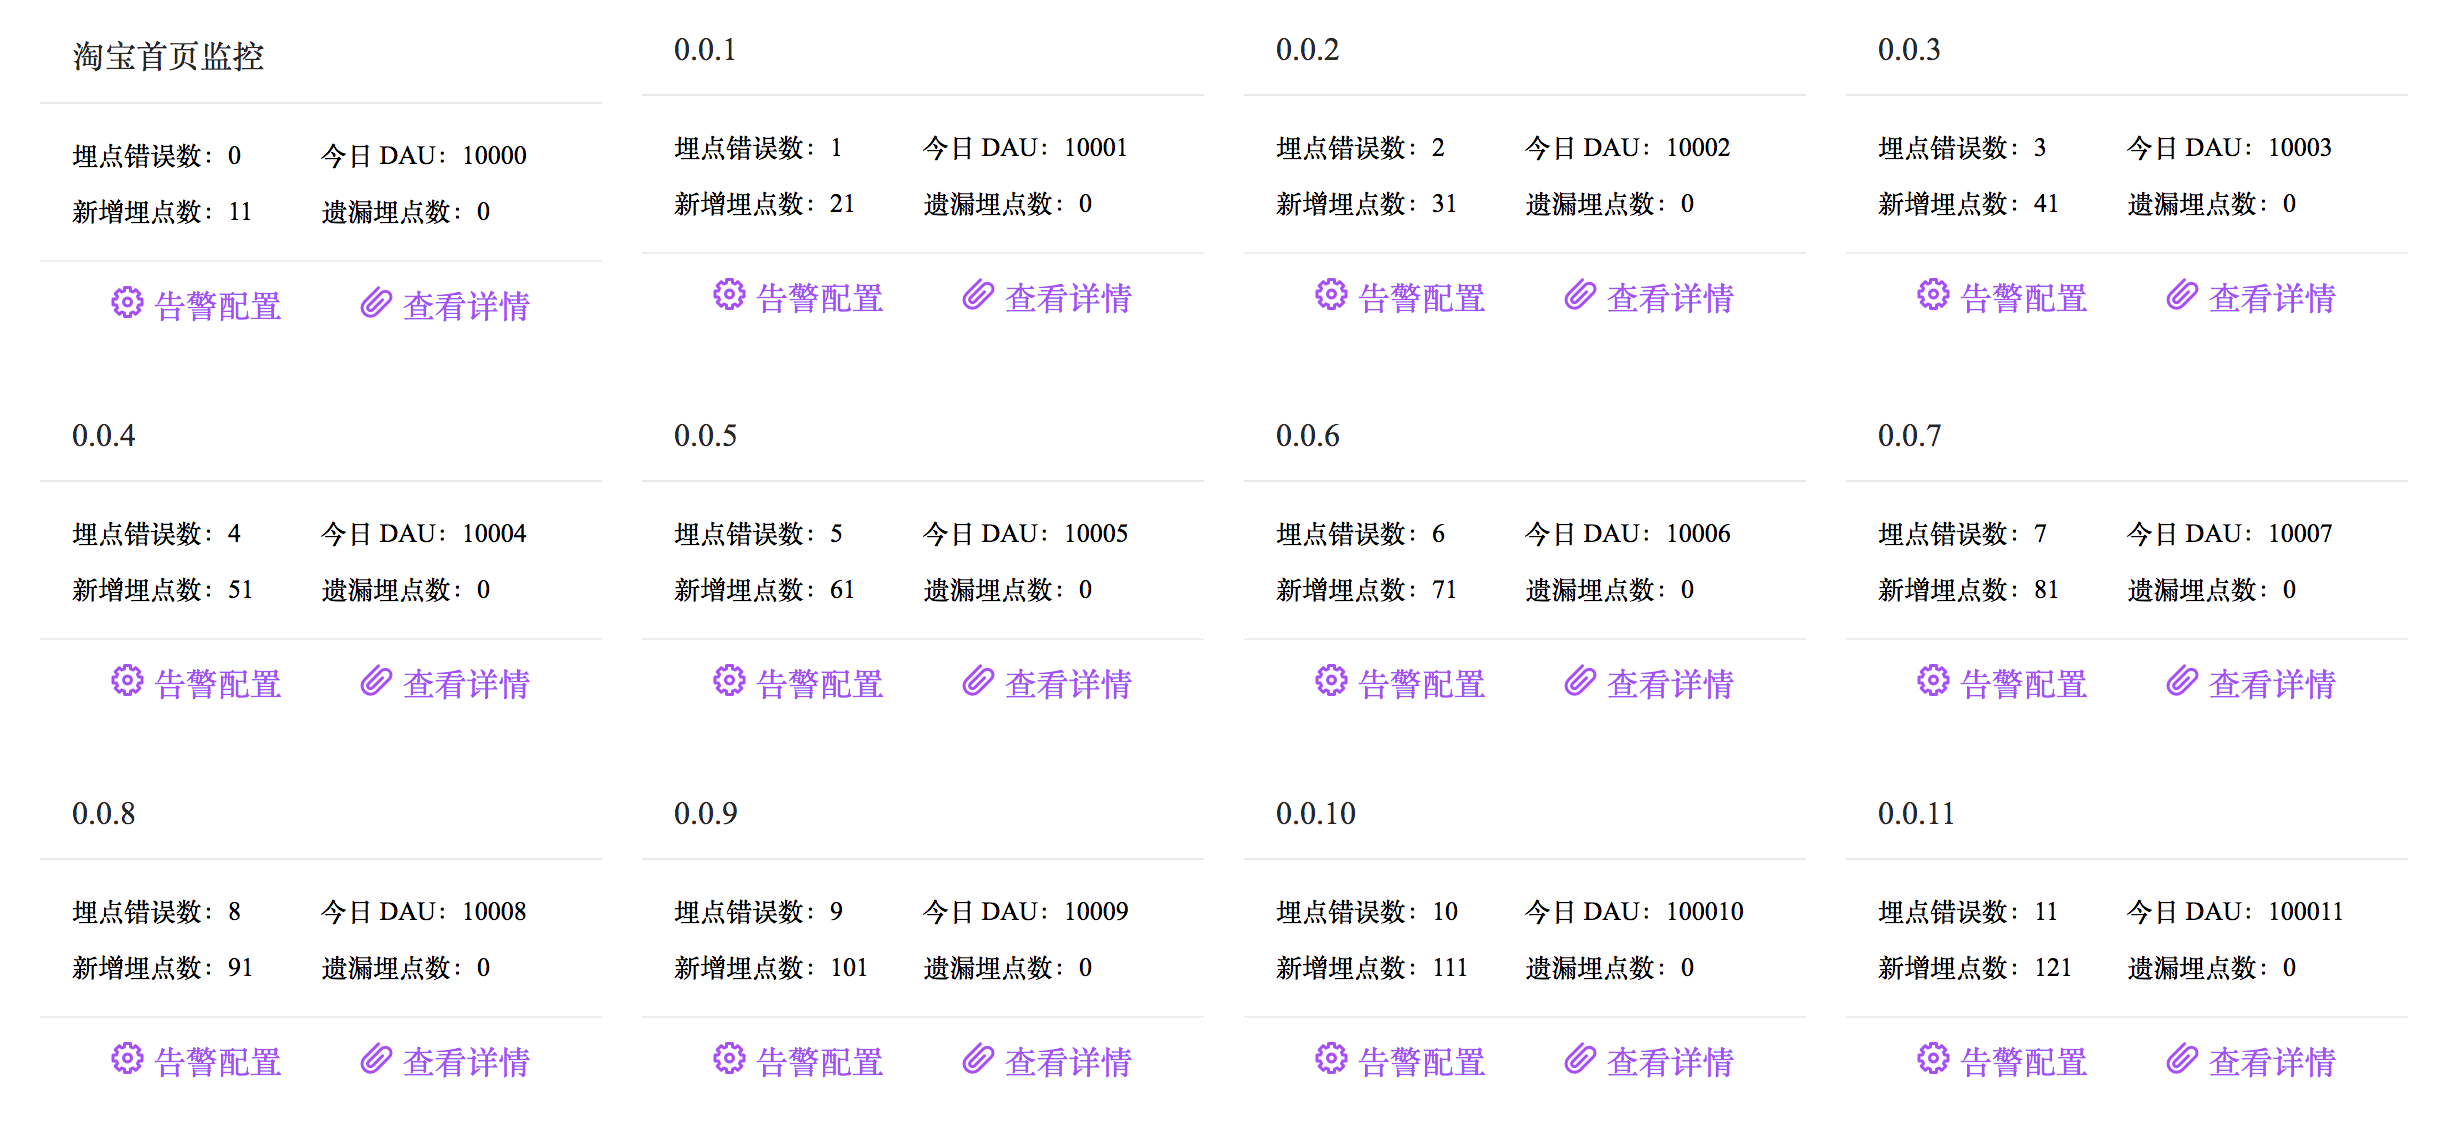 淘宝首页监控
埋点错误数：0 今日 DAU：10000
新增埋点数：11 遗漏埋点数：0
告警配置 查看详情
0.0.1
埋点错误数：1 今日 DAU：10001
新增埋点数：21 遗漏埋点数：0
告警配置 查看详情
0.0.2
埋点错误数：2 今日 DAU：10002
新增埋点数：31 遗漏埋点数：0
告警配置 查看详情
0.0.3
埋点错误数：3 今日 DAU：10003
新增埋点数：41 遗漏埋点数：0
告警配置 查看详情
0.0.4
埋点错误数：4 今日 DAU：10004
新增埋点数：51 遗漏埋点数：0
告警配置 查看详情
0.0.5
埋点错误数：5 今日 DAU：10005
新增埋点数：61 遗漏埋点数：0
告警配置 查看详情
0.0.6
埋点错误数：6 今日 DAU：10006
新增埋点数：71 遗漏埋点数：0
告警配置 查看详情
0.0.7
埋点错误数：7 今日 DAU：10007
新增埋点数：81 遗漏埋点数：0
告警配置 查看详情
0.0.8
埋点错误数：8 今日 DAU：10008
新增埋点数：91 遗漏埋点数：0
告警配置 查看详情
0.0.9
埋点错误数：9 今日 DAU：10009
新增埋点数：101 遗漏埋点数：0
告警配置 查看详情
0.0.10
埋点错误数：10 今日 DAU：100010
新增埋点数：111 遗漏埋点数：0
告警配置 查看详情
0.0.11
埋点错误数：11 今日 DAU：100011
新增埋点数：121 遗漏埋点数：0
告警配置 查看详情